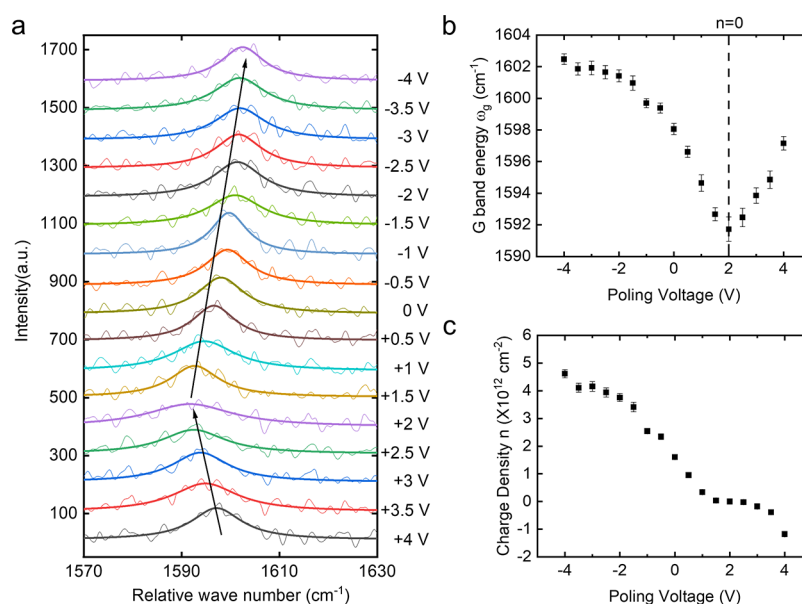 a
Intensity(a.u.)
1700
1500
1300
1100
900
700
500
300
100
-4 V
-3.5 V
-3 V
-2.5 V
-2 V
-1.5 V
-1 V
-0.5 V
0 V
+0.5 V
+1 V
+1.5 V
+2 V
+2.5 V
+3 V
+3.5 V
+4 V
1570 1590 1610 1630
Relative wave number (cm⁻¹)
b
n=0
G band energy ω₉ (cm⁻¹)
1604
1602
1600
1598
1596
1594
1592
1590
-4 -2 0 2 4
Poling Voltage (V)
c
Charge Density n (X10¹² cm⁻²)
6
5
4
3
2
1
0
-1
-2
-4 -2 0 2 4
Poling Voltage (V)